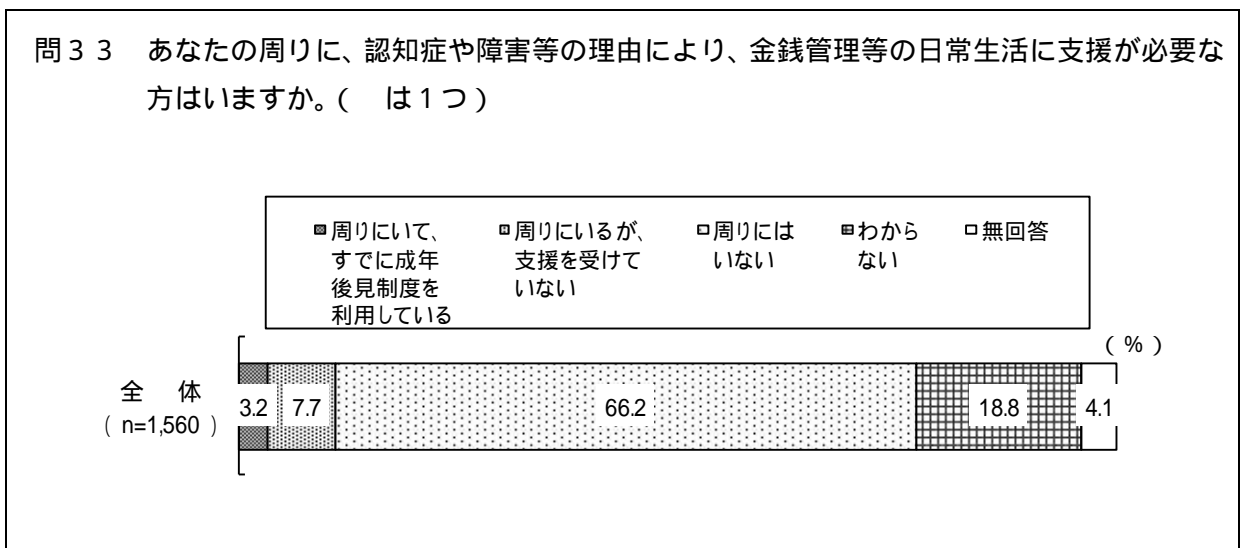 問33 あなたの周りに、認知症や障害等の理由により、金銭管理等の日常生活に支援が必要な
方はいますか。( は1つ)
周りにいて、
すでに成年
後見制度を
利用している
周りにいるが、
支援を受けて
いない
周りには
いない
わから
ない
無回答
(%)
全 体
(n=1,560)
3.2 7.7 66.2 18.8 4.1